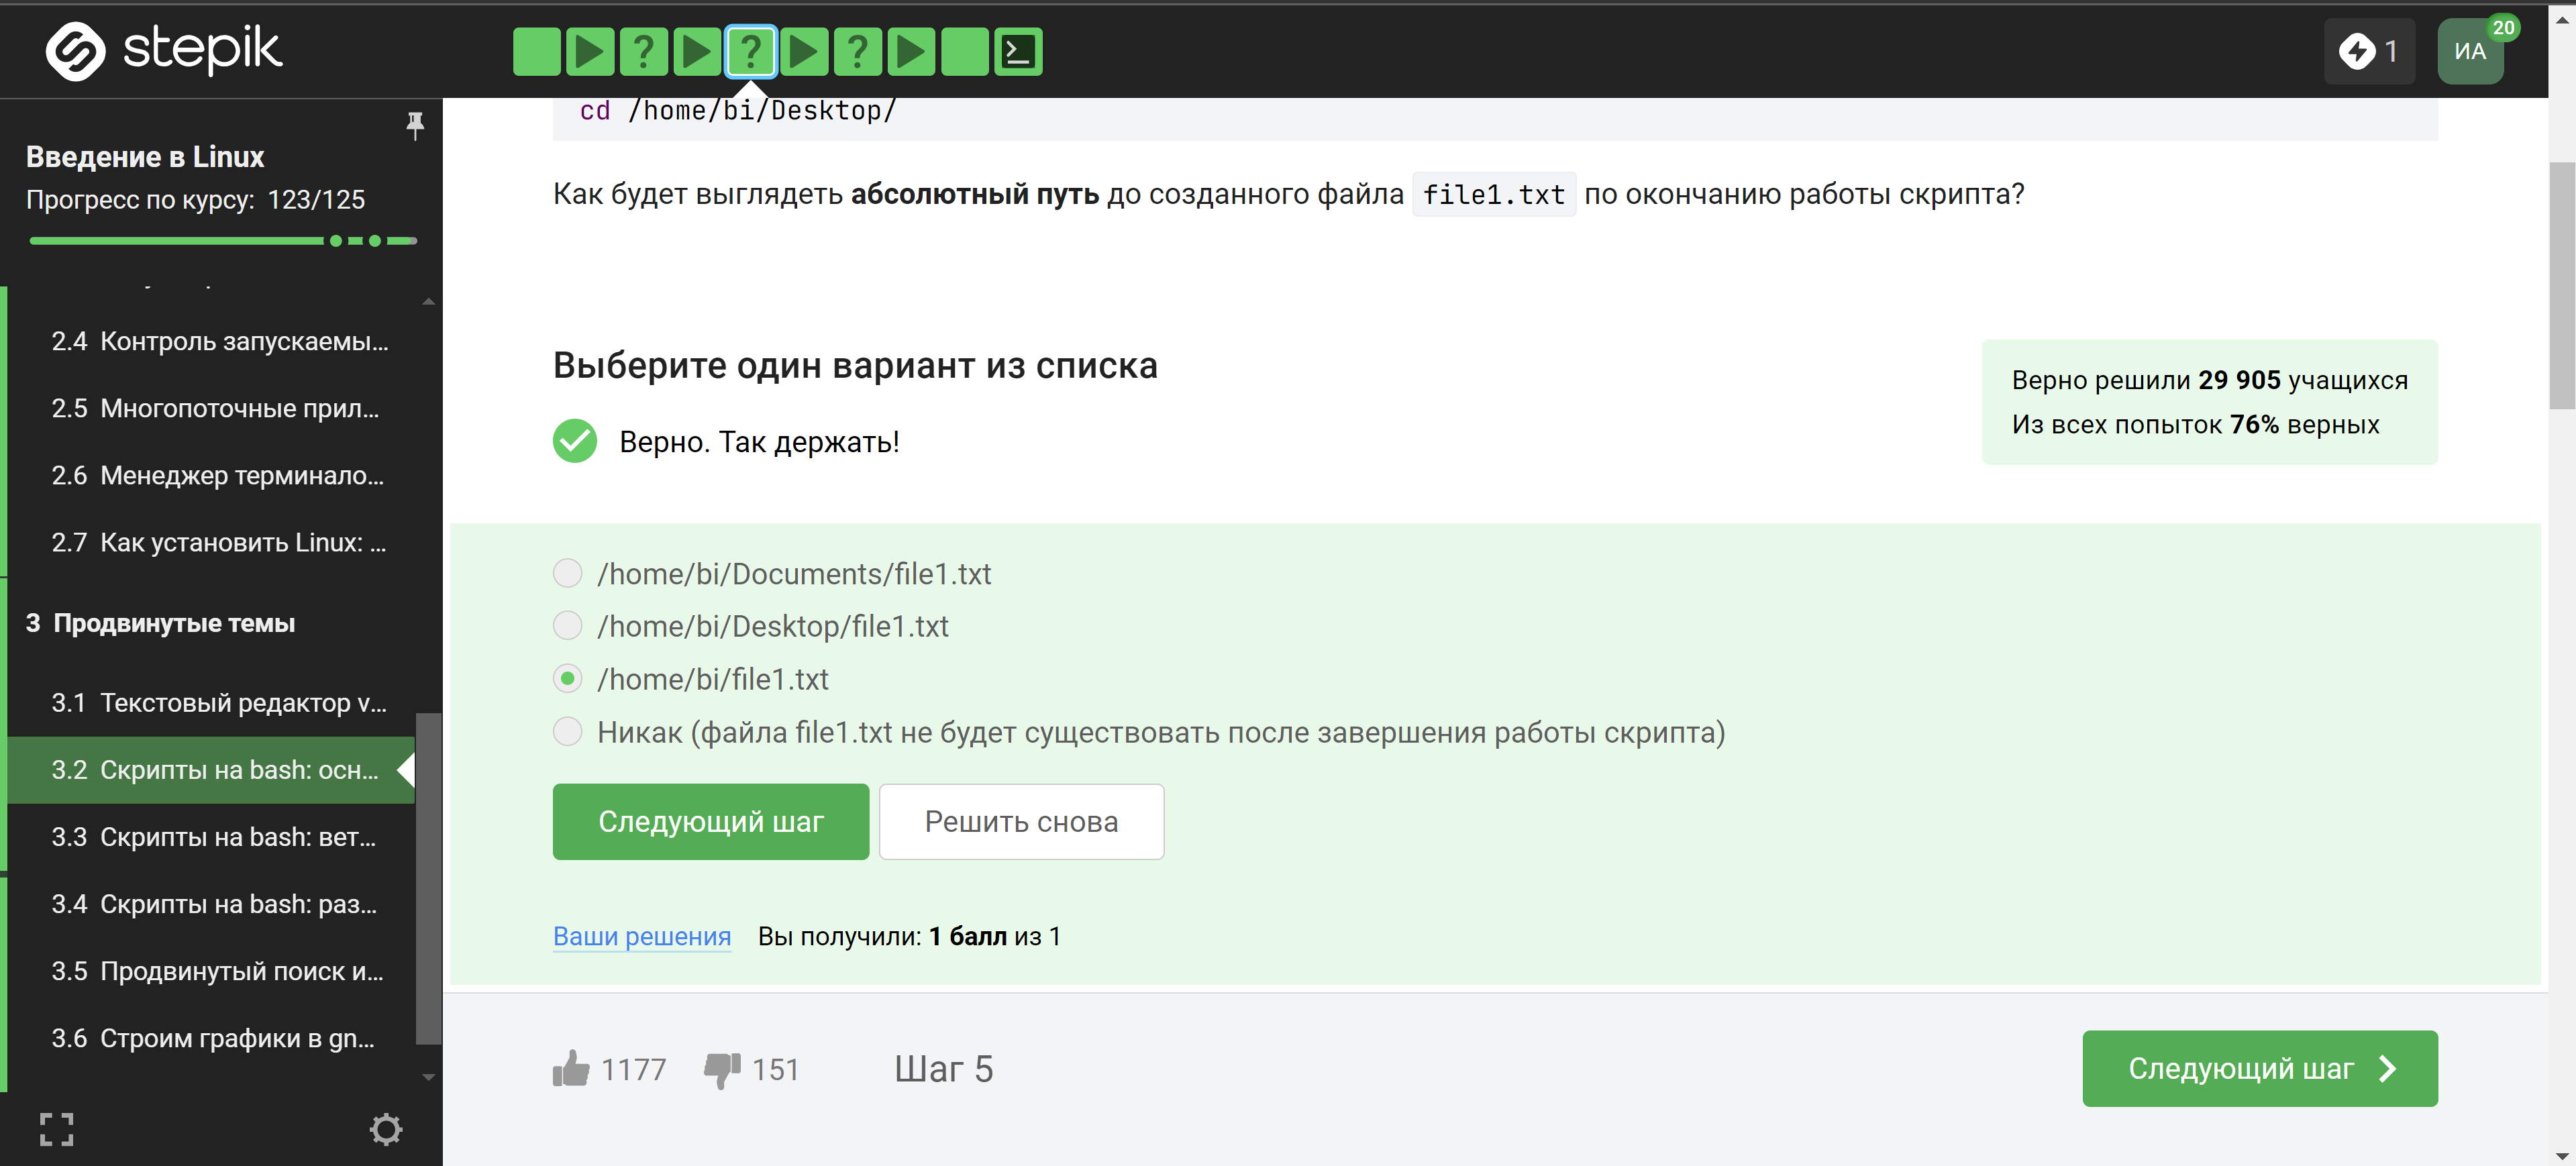 stepik
?
?
?
1
ИА
20
Введение в Linux
Прогресс по курсу: 123/125
2.4 Контроль запускаемы...
2.5 Многопоточные прил...
2.6 Менеджер терминало...
2.7 Как установить Linux: ...
3 Продвинутые темы
3.1 Текстовый редактор v...
3.2 Скрипты на bash: осн...
3.3 Скрипты на bash: вет...
3.4 Скрипты на bash: раз...
3.5 Продвинутый поиск и...
3.6 Строим графики в gn...
cd /home/bi/Desktop/
Как будет выглядеть абсолютный путь до созданного файла file1.txt по окончанию работы скрипта?
Выберите один вариант из списка
Верно. Так держать!
Верно решили 29 905 учащихся
Из всех попыток 76% верных
/home/bi/Documents/file1.txt
/home/bi/Desktop/file1.txt
/home/bi/file1.txt
Никак (файла file1.txt не будет существовать после завершения работы скрипта)
Следующий шаг
Решить снова
Ваши решения Вы получили: 1 балл из 1
1177 151 Шаг 5
Следующий шаг